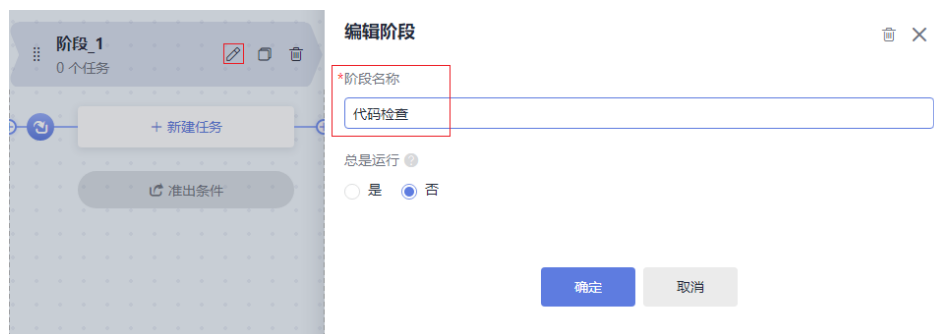 阶段_1
0 个任务
+ 新建任务
准出条件
编辑阶段
*阶段名称
代码检查
总是运行 ?
是 否
确定 取消